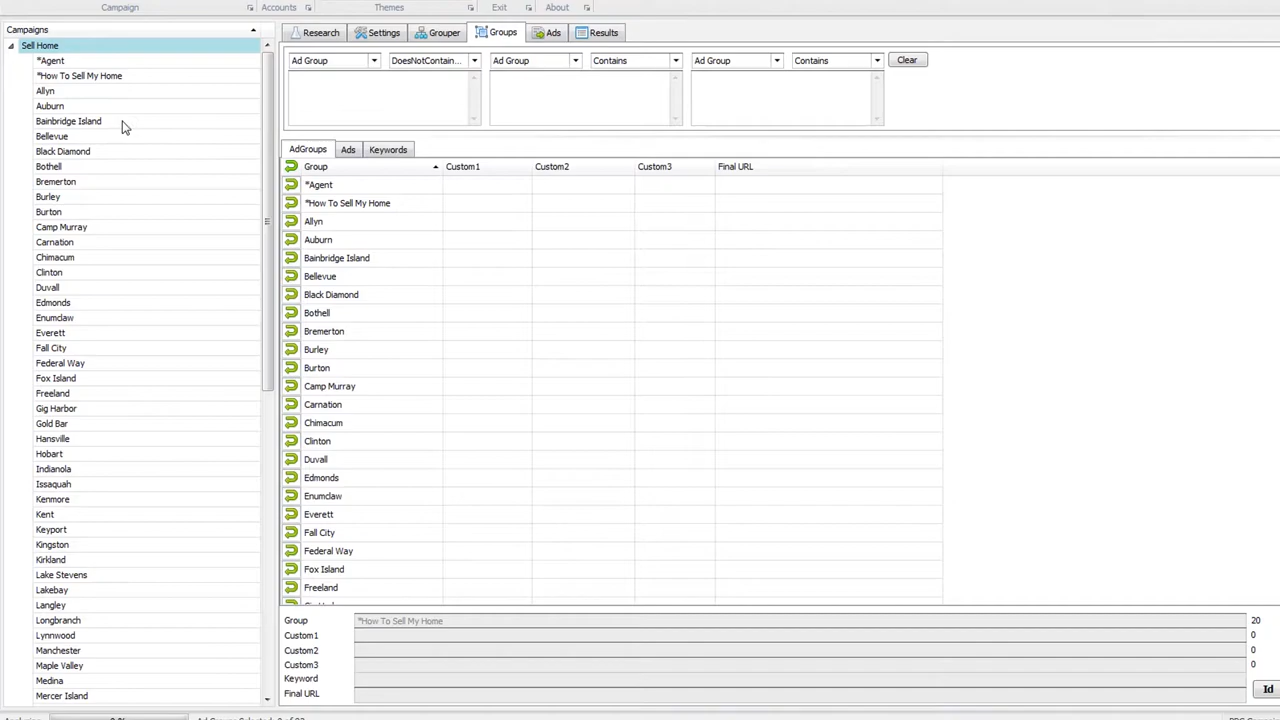 Campaign Accounts Themes Exit About
Campaigns
Sell Home
*Agent
*How To Sell My Home
Allyn
Auburn
Bainbridge Island
Bellevue
Black Diamond
Bothell
Bremerton
Burley
Burton
Camp Murray
Carnation
Chimacum
Clinton
Duvall
Edmonds
Enumclaw
Everett
Fall City
Federal Way
Fox Island
Freeland
Gig Harbor
Gold Bar
Hansville
Hobart
Indianola
Issaquah
Kenmore
Kent
Keyport
Kingston
Kirkland
Lake Stevens
Lakebay
Langley
Longbranch
Lynnwood
Manchester
Maple Valley
Medina
Mercer Island
Research Settings Grouper Groups Ads Results
Ad Group DoesNotContain... Ad Group Contains Ad Group Contains Clear
AdGroups Ads Keywords
Group Custom1 Custom2 Custom3 Final URL
*Agent
*How To Sell My Home
Allyn
Auburn
Bainbridge Island
Bellevue
Black Diamond
Bothell
Bremerton
Burley
Burton
Camp Murray
Carnation
Chimacum
Clinton
Duvall
Edmonds
Enumclaw
Everett
Fall City
Federal Way
Fox Island
Freeland
Group *How To Sell My Home 20
Custom1 0
Custom2 0
Custom3 0
Keyword
Final URL Id